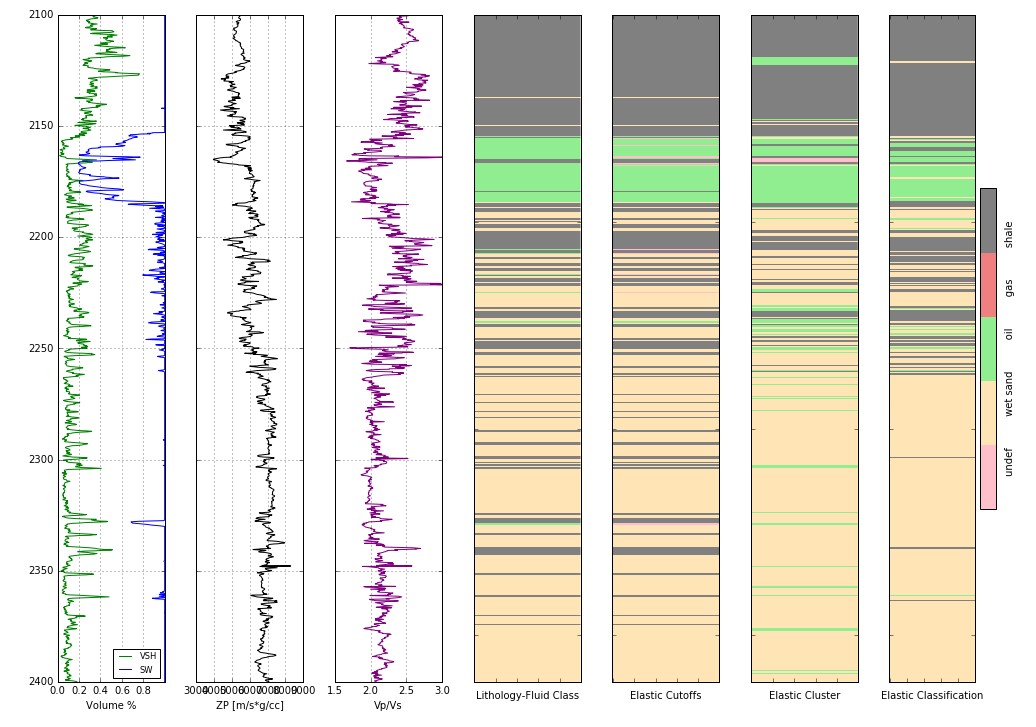 2100
2150
2200
2250
2300
2350
2400
VSH
SW
0.0 0.2 0.4 0.6 0.8
Volume %
3000 4000 5000 6000 7000 8000 9000
ZP [m/s*g/cc]
1.5 2.0 2.5 3.0
Vp/Vs
Lithology-Fluid Class
Elastic Cutoffs
Elastic Cluster
Elastic Classification
undef wet sand oil gas shale